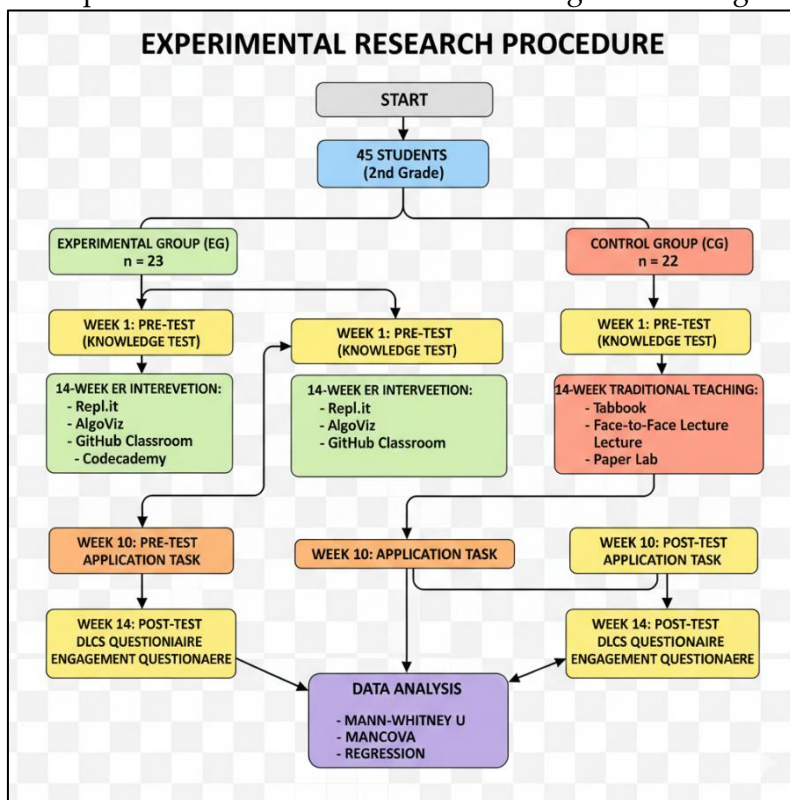 EXPERIMENTAL RESEARCH PROCEDURE
START
45 STUDENTS
(2nd Grade)
EXPERIMENTAL GROUP (EG)
n = 23
CONTROL GROUP (CG)
n = 22
WEEK 1: PRE-TEST
(KNOWLEDGE TEST)
WEEK 1: PRE-TEST
(KNOWLEDGE TEST)
WEEK 1: PRE-TEST
(KNOWLEDGE TEST)
14-WEEK ER INTEREVETION:
- Repl.it
- AlgoViz
- GitHub Classroom
- Codecademy
14-WEEK ER INTERVEETION:
- Repl.it
- AlgoViz
- GitHub Classroom
14-WEEK TRADITIONAL TEACHING:
- Tabbook
- Face-to-Face Lecture
Lecture
- Paper Lab
WEEK 10: PRE-TEST
APPLICATION TASK
WEEK 10: APPLICATION TASK
WEEK 10: POST-TEST
APPLICATION TASK
WEEK 14: POST-TEST
DLCS QUESTIONIAIRE
ENGAGEMENT QUESTIONAERE
WEEK 14: POST-TEST
DLCS QUESTIONAIRE
ENGAGEMENT QUESTIONAERE
DATA ANALYSIS
- MANN-WHITNEY U
- MANCOVA
- REGRESSION